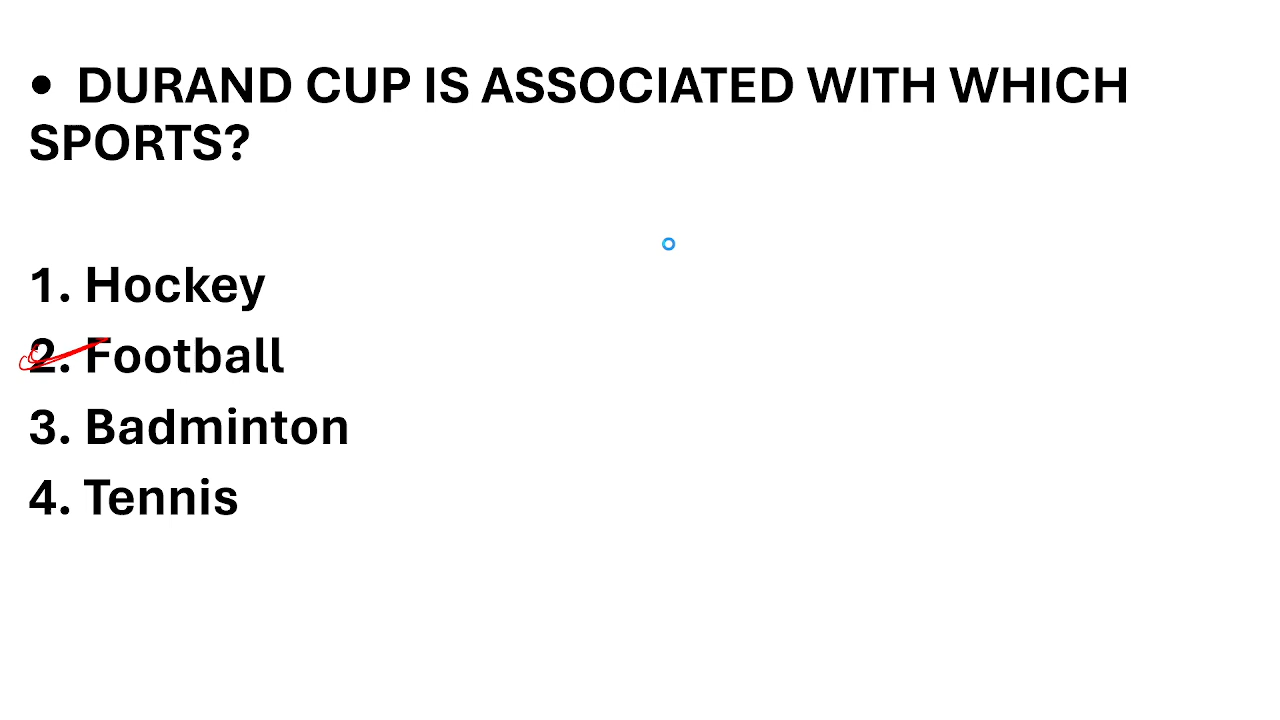 • DURAND CUP IS ASSOCIATED WITH WHICH
SPORTS?
1. Hockey
2. Football
3. Badminton
4. Tennis